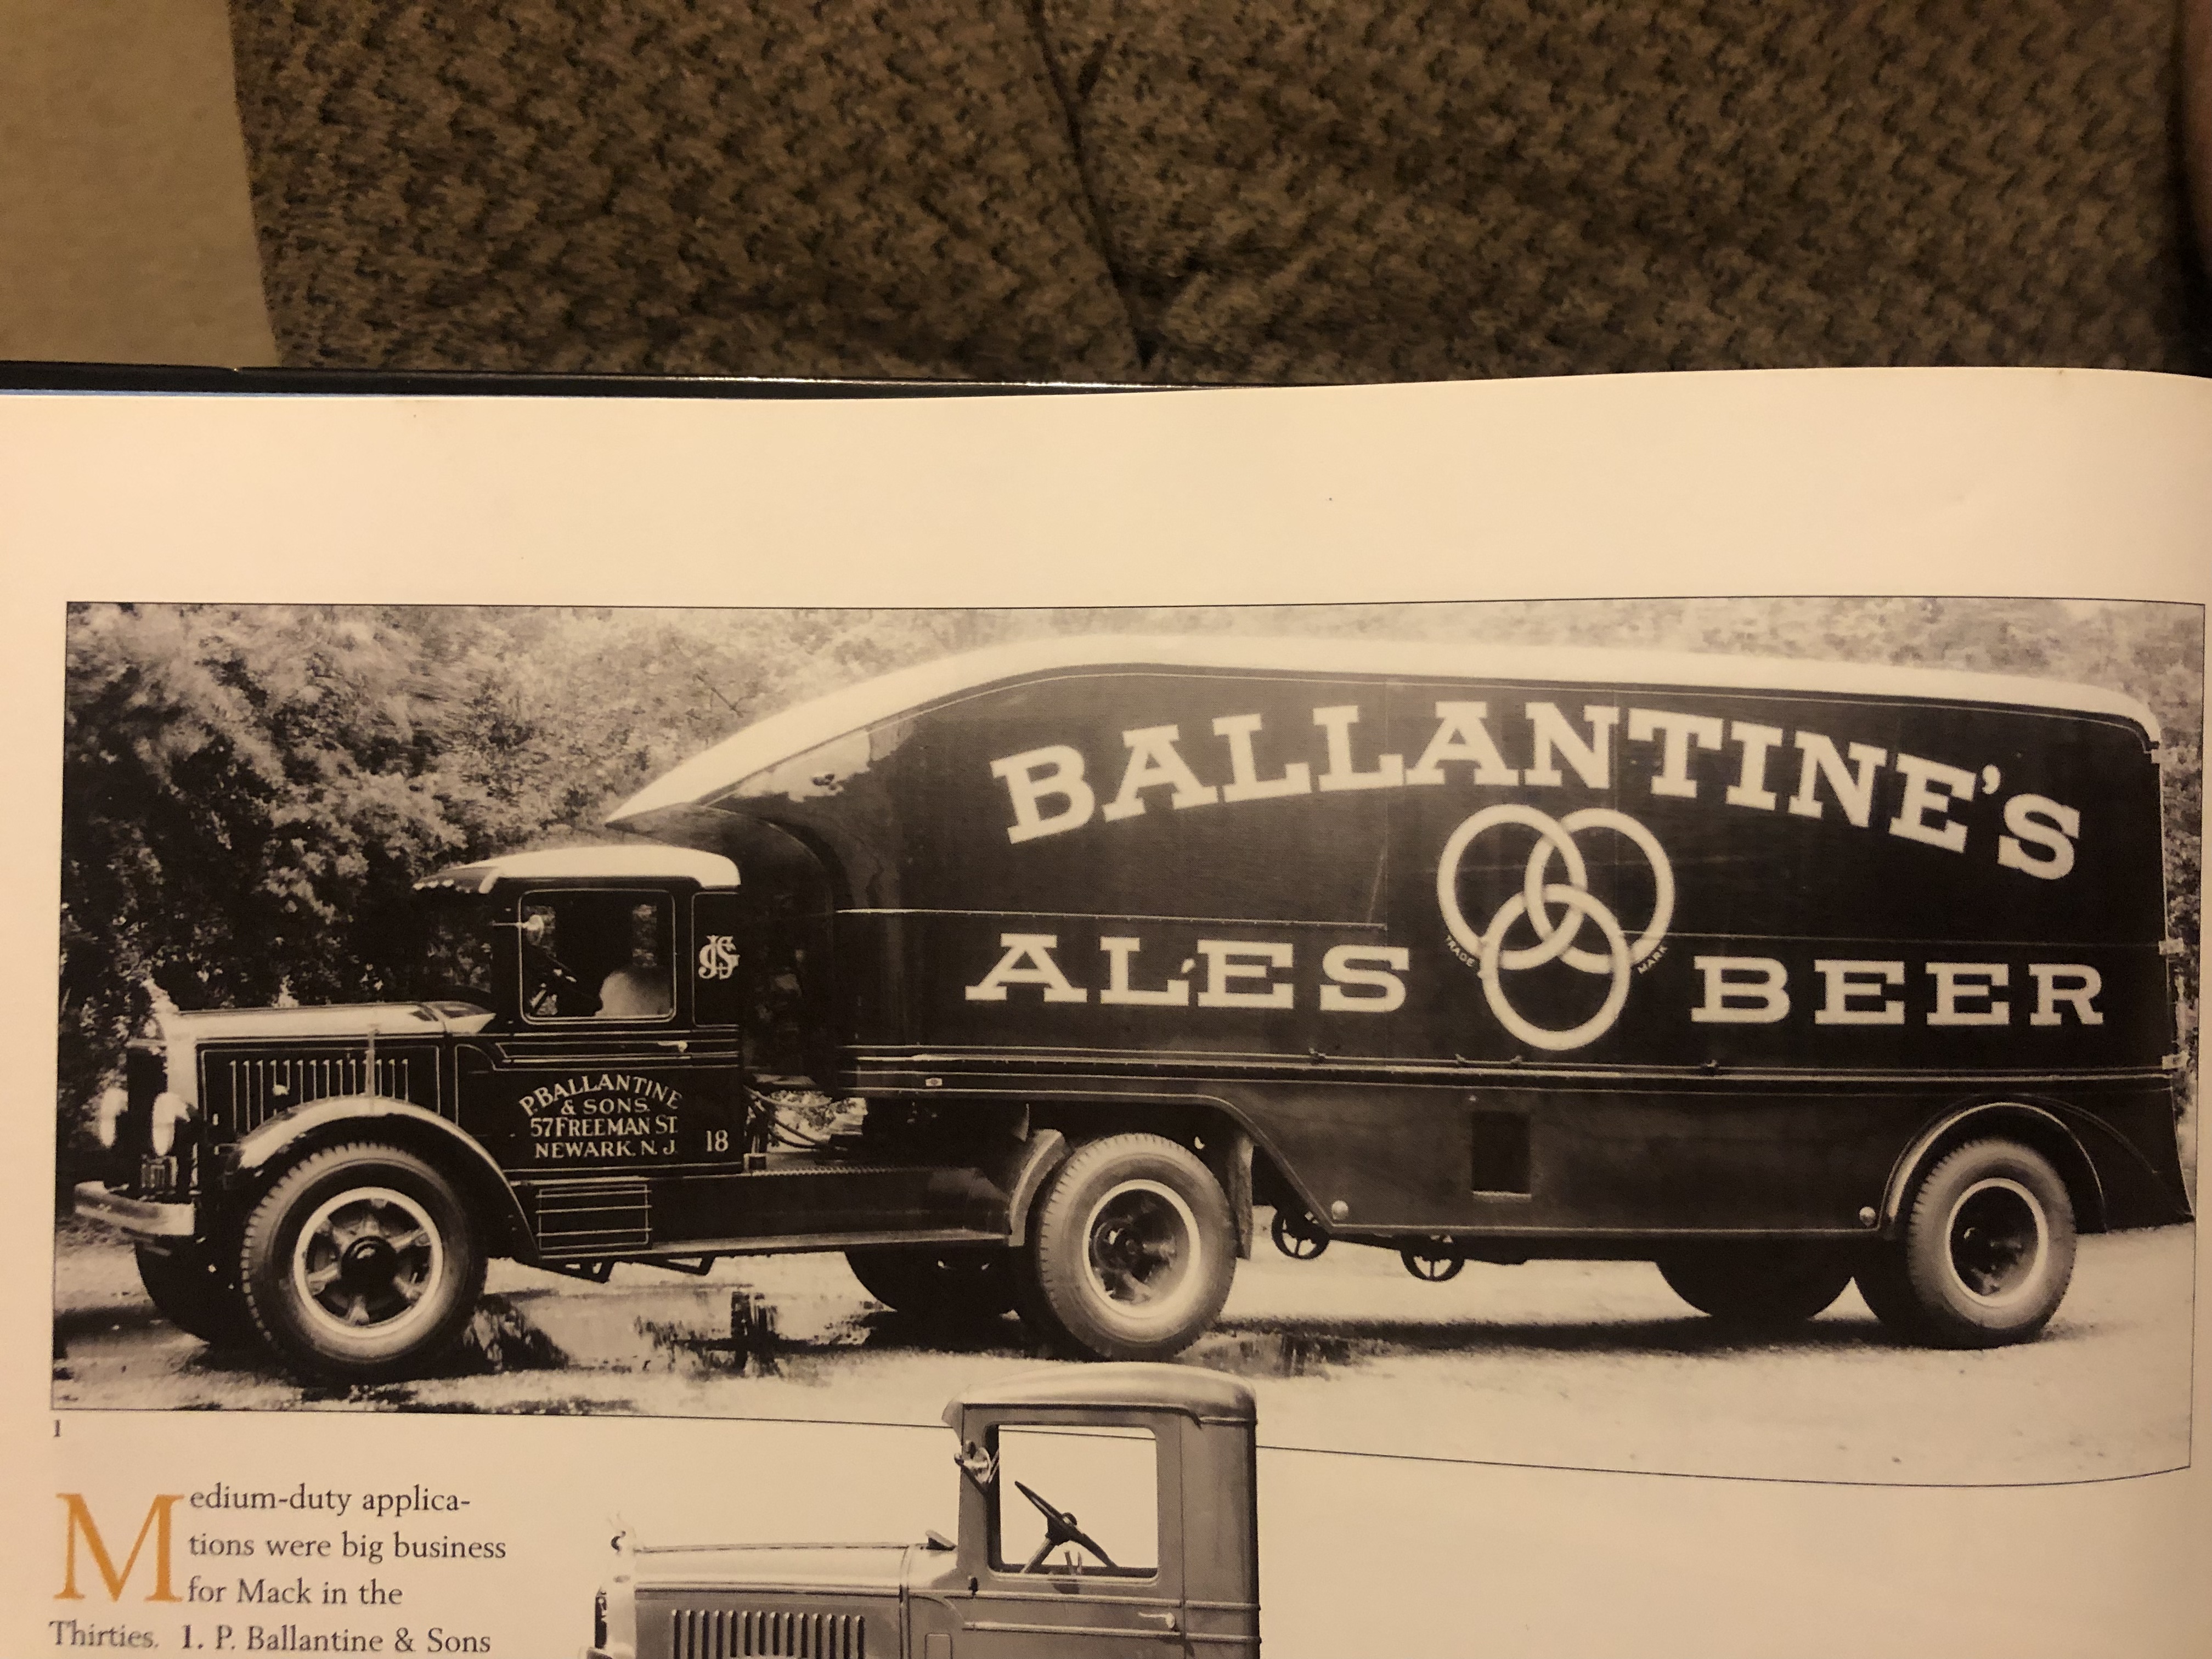 BALLANTINE'S
ALES BEER
TRADE MARK
P. BALLANTINE
& SONS.
57 FREEMAN ST.
NEWARK. N. J.
18
1
Medium-duty applica-
tions were big business
for Mack in the
Thirties. 1. P. Ballantine & Sons